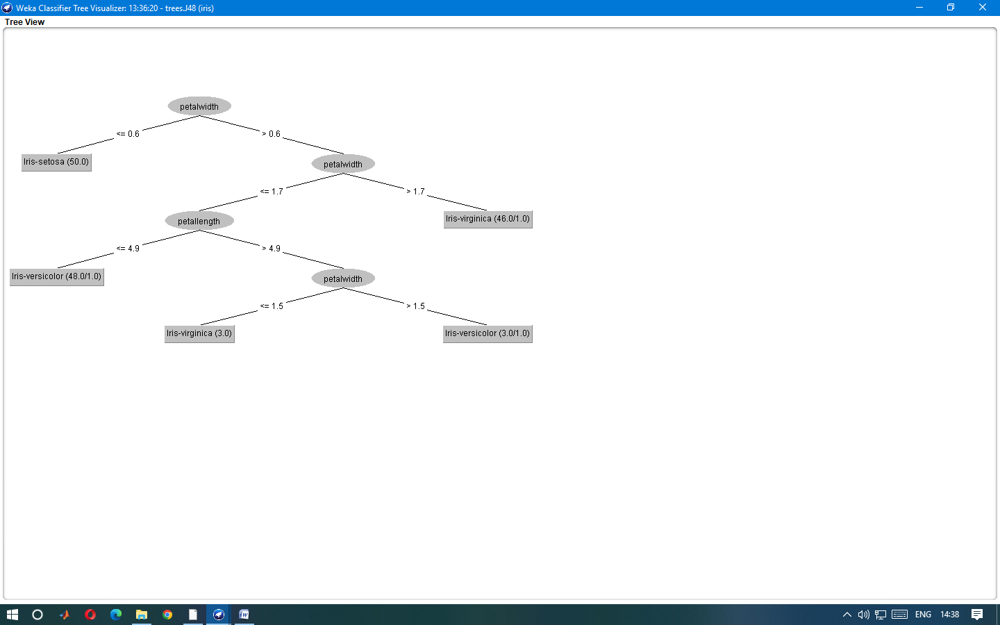 Weka Classifier Tree Visualizer: 13:36:20 - trees.J48 (iris)
Tree View
petalwidth
<= 0.6
> 0.6
Iris-setosa (50.0)
petalwidth
<= 1.7
> 1.7
petallength
Iris-virginica (46.0/1.0)
<= 4.9
> 4.9
Iris-versicolor (48.0/1.0)
petalwidth
<= 1.5
> 1.5
Iris-virginica (3.0)
Iris-versicolor (3.0/1.0)
ENG
14:38